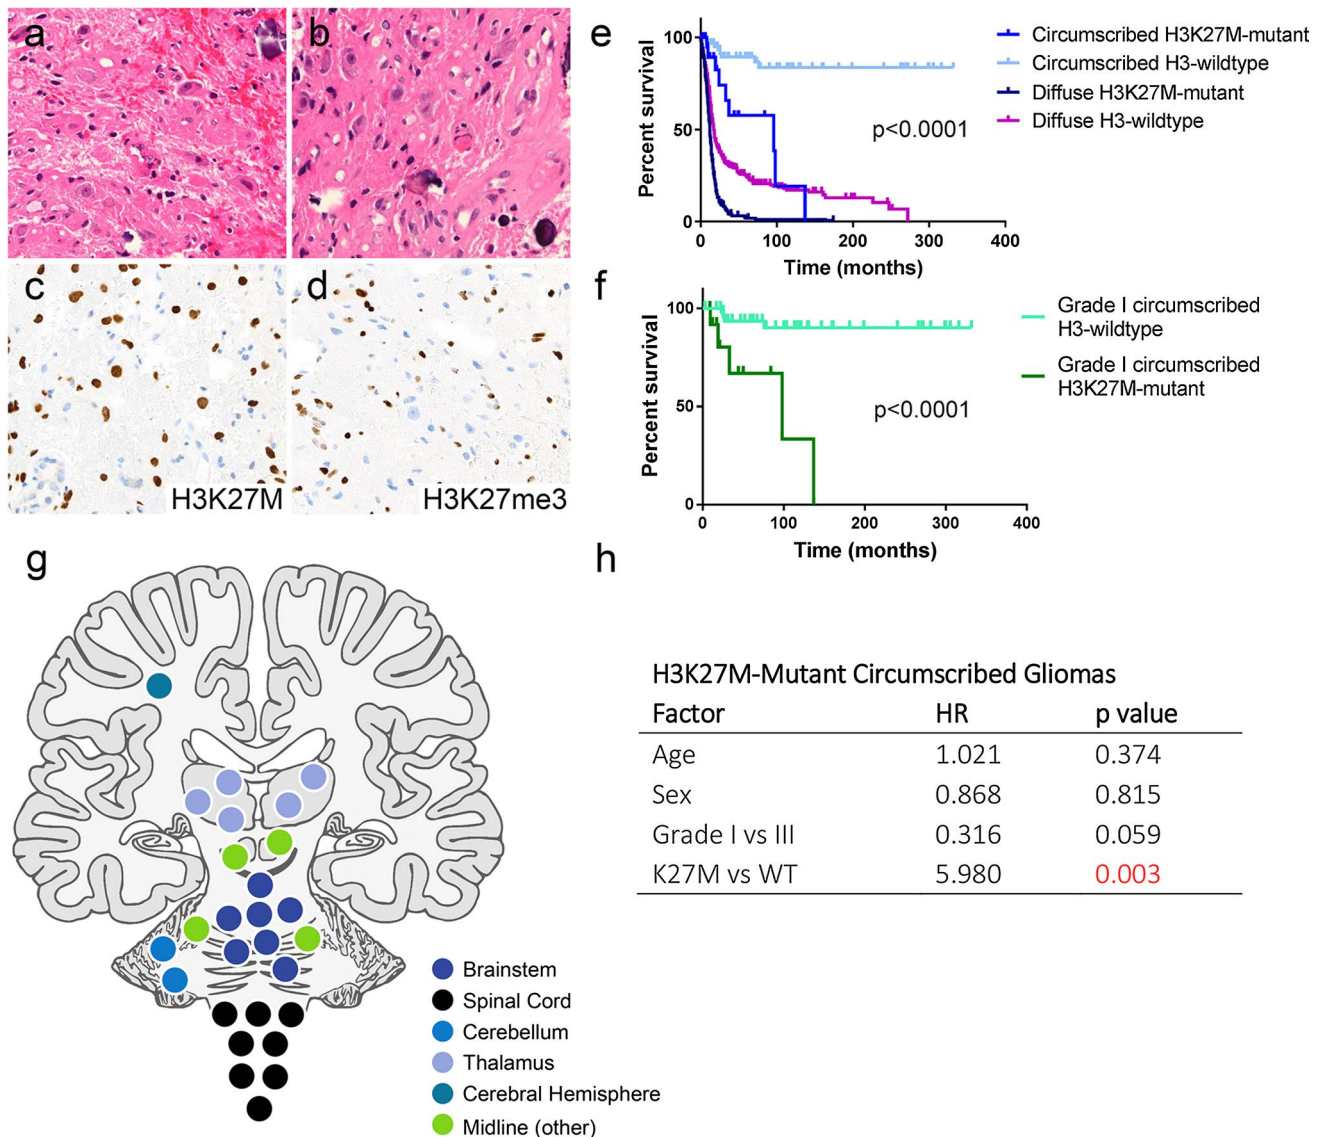 a
b
c
H3K27M
d
H3K27me3
e
Percent survival
100
50
0
0 100 200 300 400
Time (months)
p<0.0001
Circumscribed H3K27M-mutant
Circumscribed H3-wildtype
Diffuse H3K27M-mutant
Diffuse H3-wildtype
f
Percent survival
100
50
0
0 100 200 300 400
Time (months)
p<0.0001
Grade I circumscribed
H3-wildtype
Grade I circumscribed
H3K27M-mutant
g
Brainstem
Spinal Cord
Cerebellum
Thalamus
Cerebral Hemisphere
Midline (other)
h
H3K27M-Mutant Circumscribed Gliomas
Factor HR p value
Age 1.021 0.374
Sex 0.868 0.815
Grade I vs III 0.316 0.059
K27M vs WT 5.980 0.003